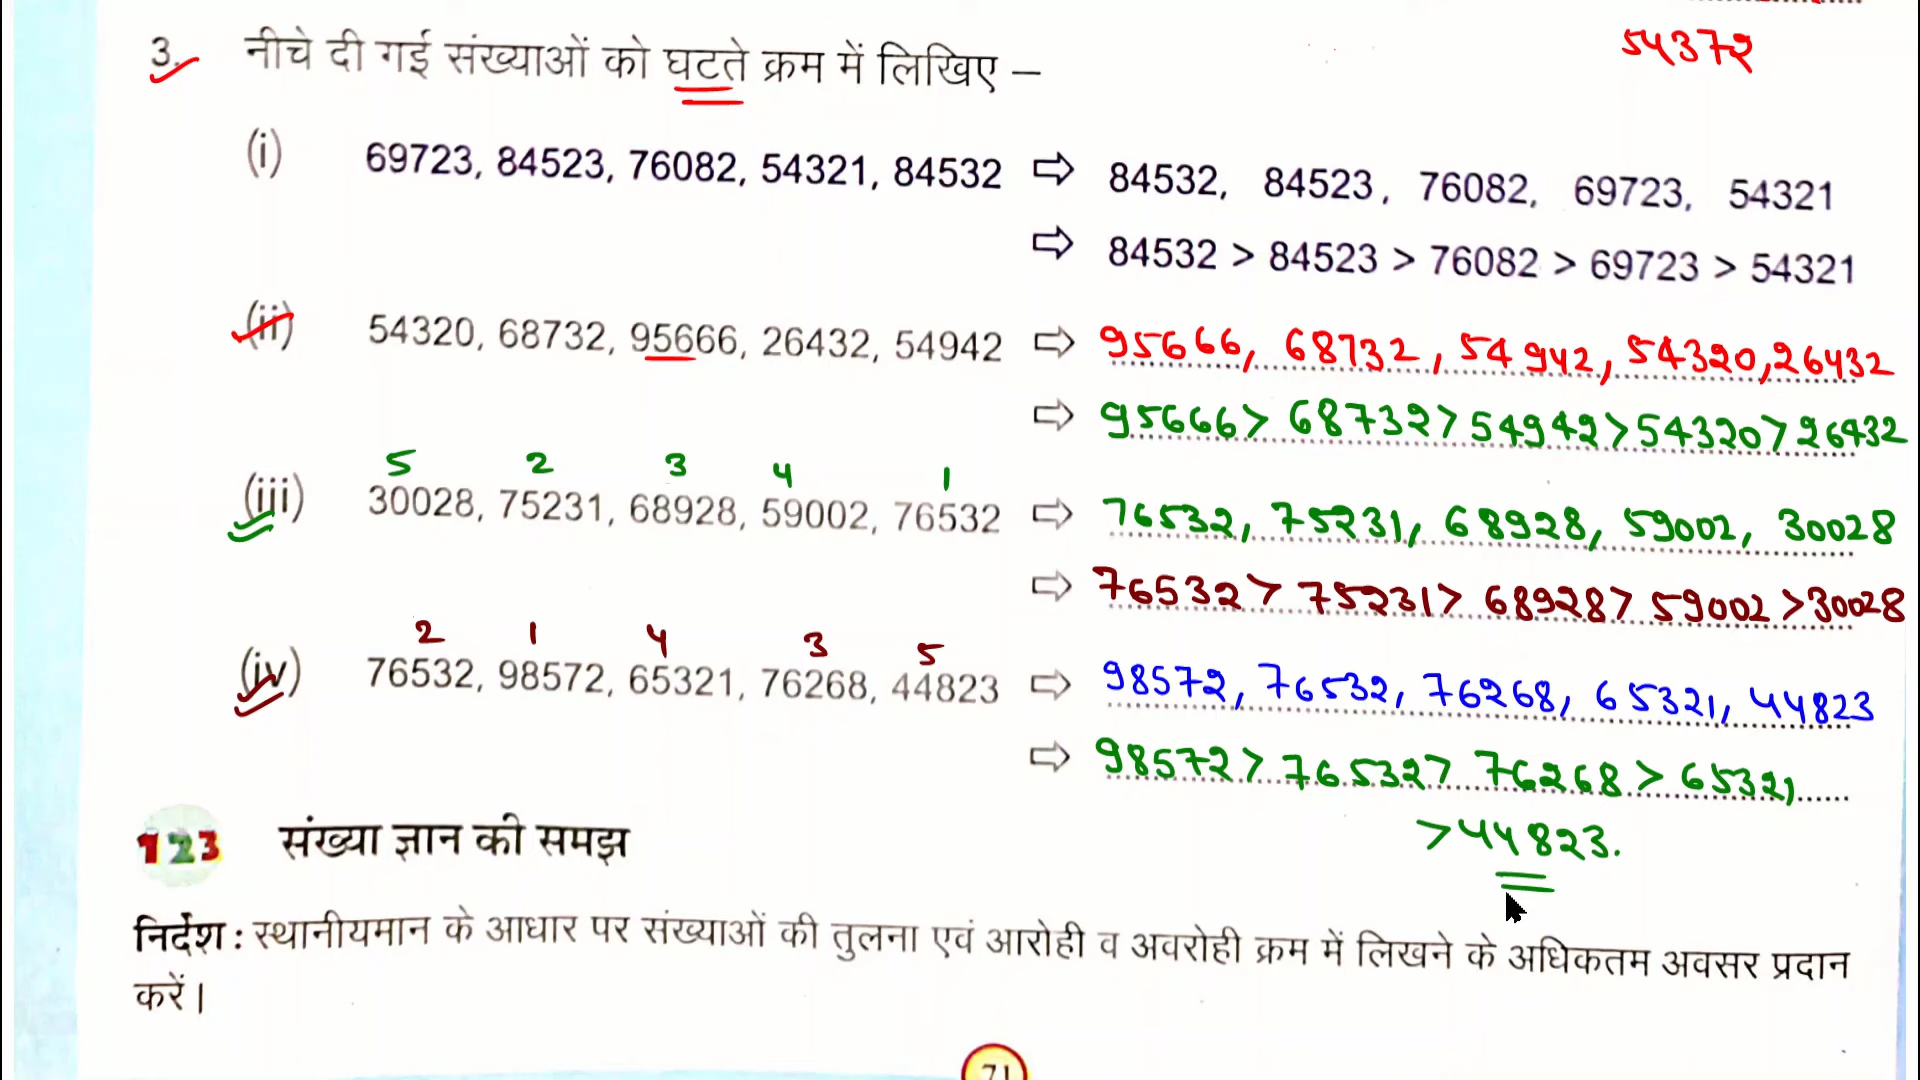 54372
3. नीचे दी गई संख्याओं को घटते क्रम में लिखिए –
(i) 69723, 84523, 76082, 54321, 84532 ⇨ 84532, 84523, 76082, 69723, 54321
⇨ 84532 > 84523 > 76082 > 69723 > 54321
(ii) 54320, 68732, 95666, 26432, 54942 ⇨ 95666, 68732, 54942, 54320, 26432
⇨ 95666 > 68732 > 54942 > 54320 > 26432
5 2 3 4 1
(iii) 30028, 75231, 68928, 59002, 76532 ⇨ 76532, 75231, 68928, 59002, 30028
⇨ 76532 > 75231 > 68928 > 59002 > 30028
2 1 4 3 5
(iv) 76532, 98572, 65321, 76268, 44823 ⇨ 98572, 76532, 76268, 65321, 44823
⇨ 98572 > 76532 > 76268 > 65321
> 44823.
123 संख्या ज्ञान की समझ
निर्देश : स्थानीयमान के आधार पर संख्याओं की तुलना एवं आरोही व अवरोही क्रम में लिखने के अधिकतम अवसर प्रदान
करें।
71